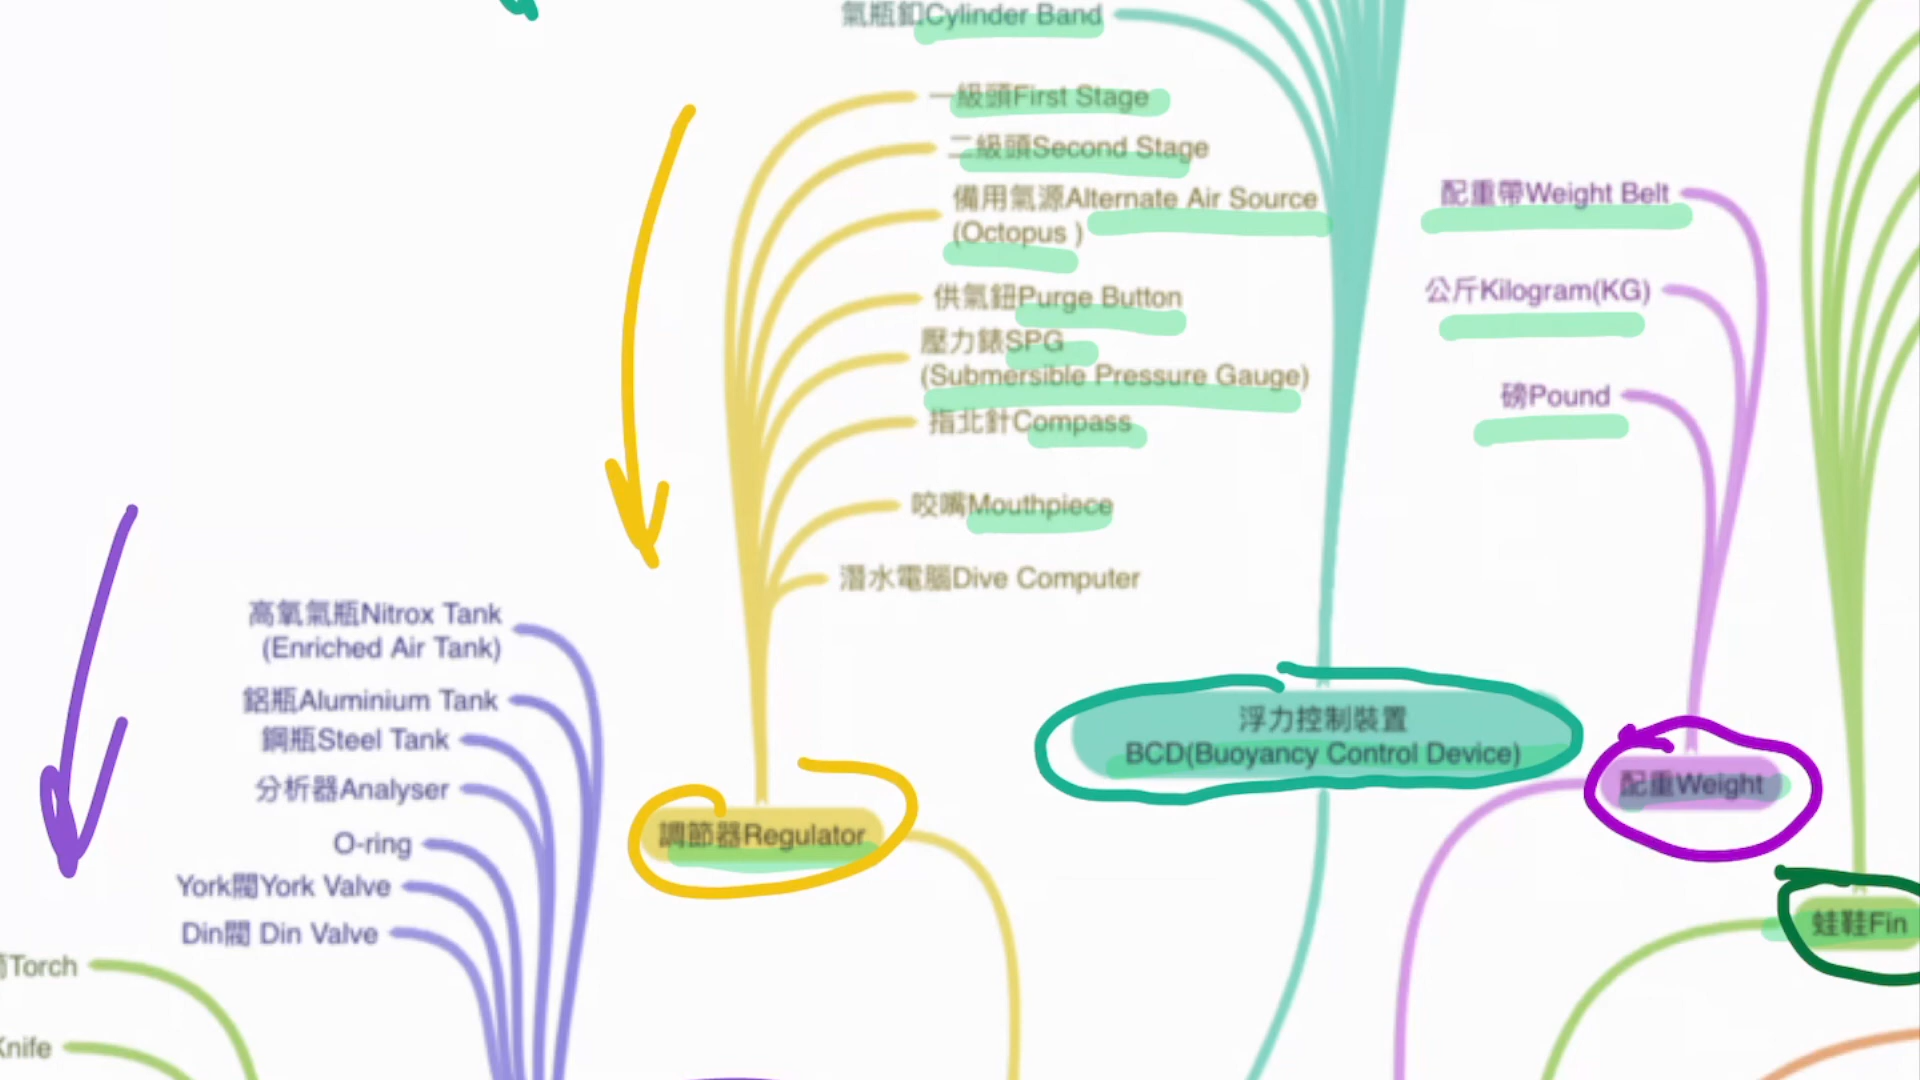 氣瓶釦Cylinder Band
一級頭First Stage
二級頭Second Stage
備用氣源Alternate Air Source
(Octopus )
供氣鈕Purge Button
壓力錶SPG
(Submersible Pressure Gauge)
指北針Compass
咬嘴Mouthpiece
潛水電腦Dive Computer
調節器Regulator
配重帶Weight Belt
公斤Kilogram(KG)
磅Pound
浮力控制裝置
BCD(Buoyancy Control Device)
配重Weight
蛙鞋Fin
高氧氣瓶Nitrox Tank
(Enriched Air Tank)
鋁瓶Aluminium Tank
鋼瓶Steel Tank
分析器Analyser
O-ring
York閥York Valve
Din閥 Din Valve
Torch
Knife